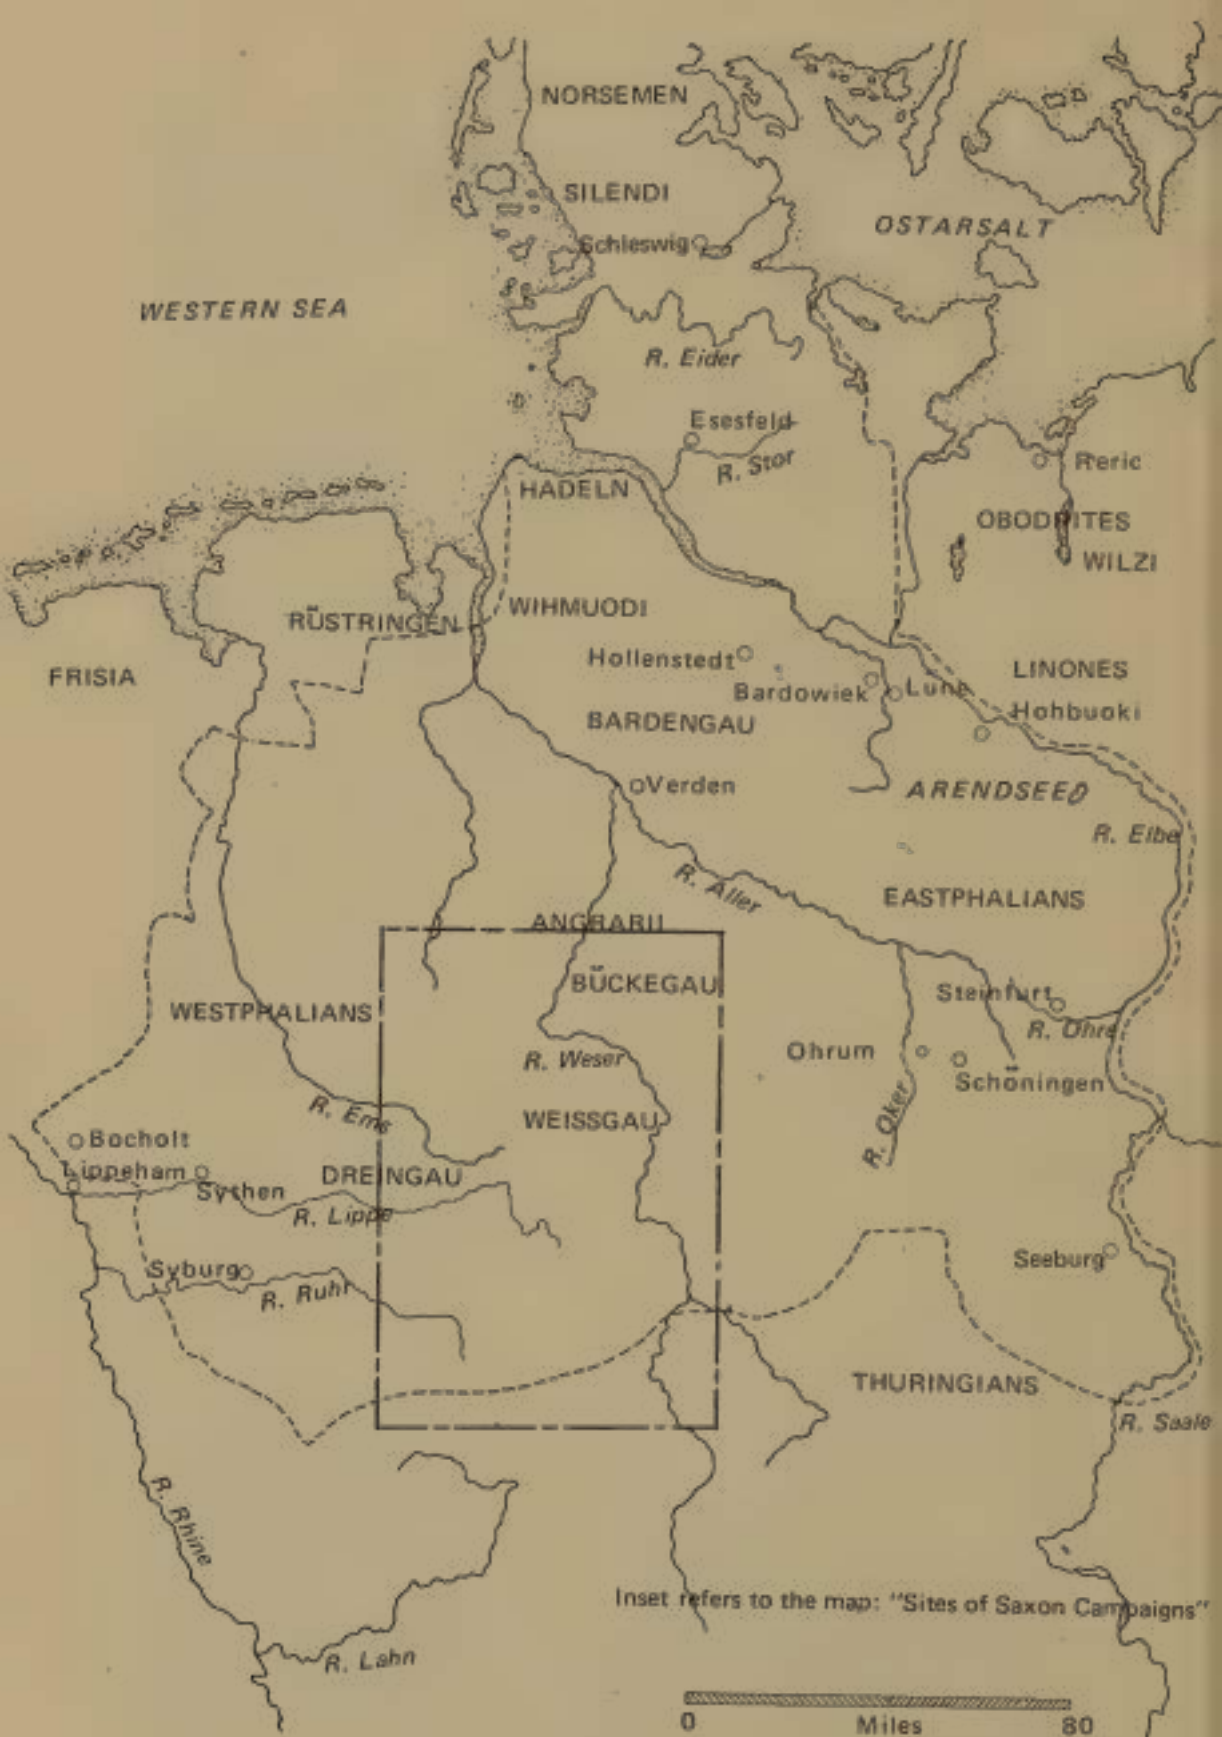 NORSEMEN
SILENDI
Schleswig
OSTARSALT
WESTERN SEA
R. Eider
Esesfeld
R. Stor
Reric
HADELN
OBODRITES
WILZI
WIHMUODI
RÜSTRINGEN
Hollenstedt
LINONES
FRISIA
Bardowiek
Lüne
Hohbuoki
BARDENGAU
Verden
ARENDSEED
R. Elbe
R. Aller
EASTPHALIANS
ANGRARII
BÜCKEGAU
Steinfurt
WESTPHALIANS
R. Ohre
Ohrum
R. Weser
Schöningen
R. Ems
WEISSGAU
R. Oker
Bocholt
Lippeham
DREINGAU
Sythen
R. Lippe
Seeburg
Syburg
R. Ruhr
THURINGIANS
R. Saale
R. Rhine
Inset refers to the map: "Sites of Saxon Campaigns"
R. Lahn
0 Miles 80